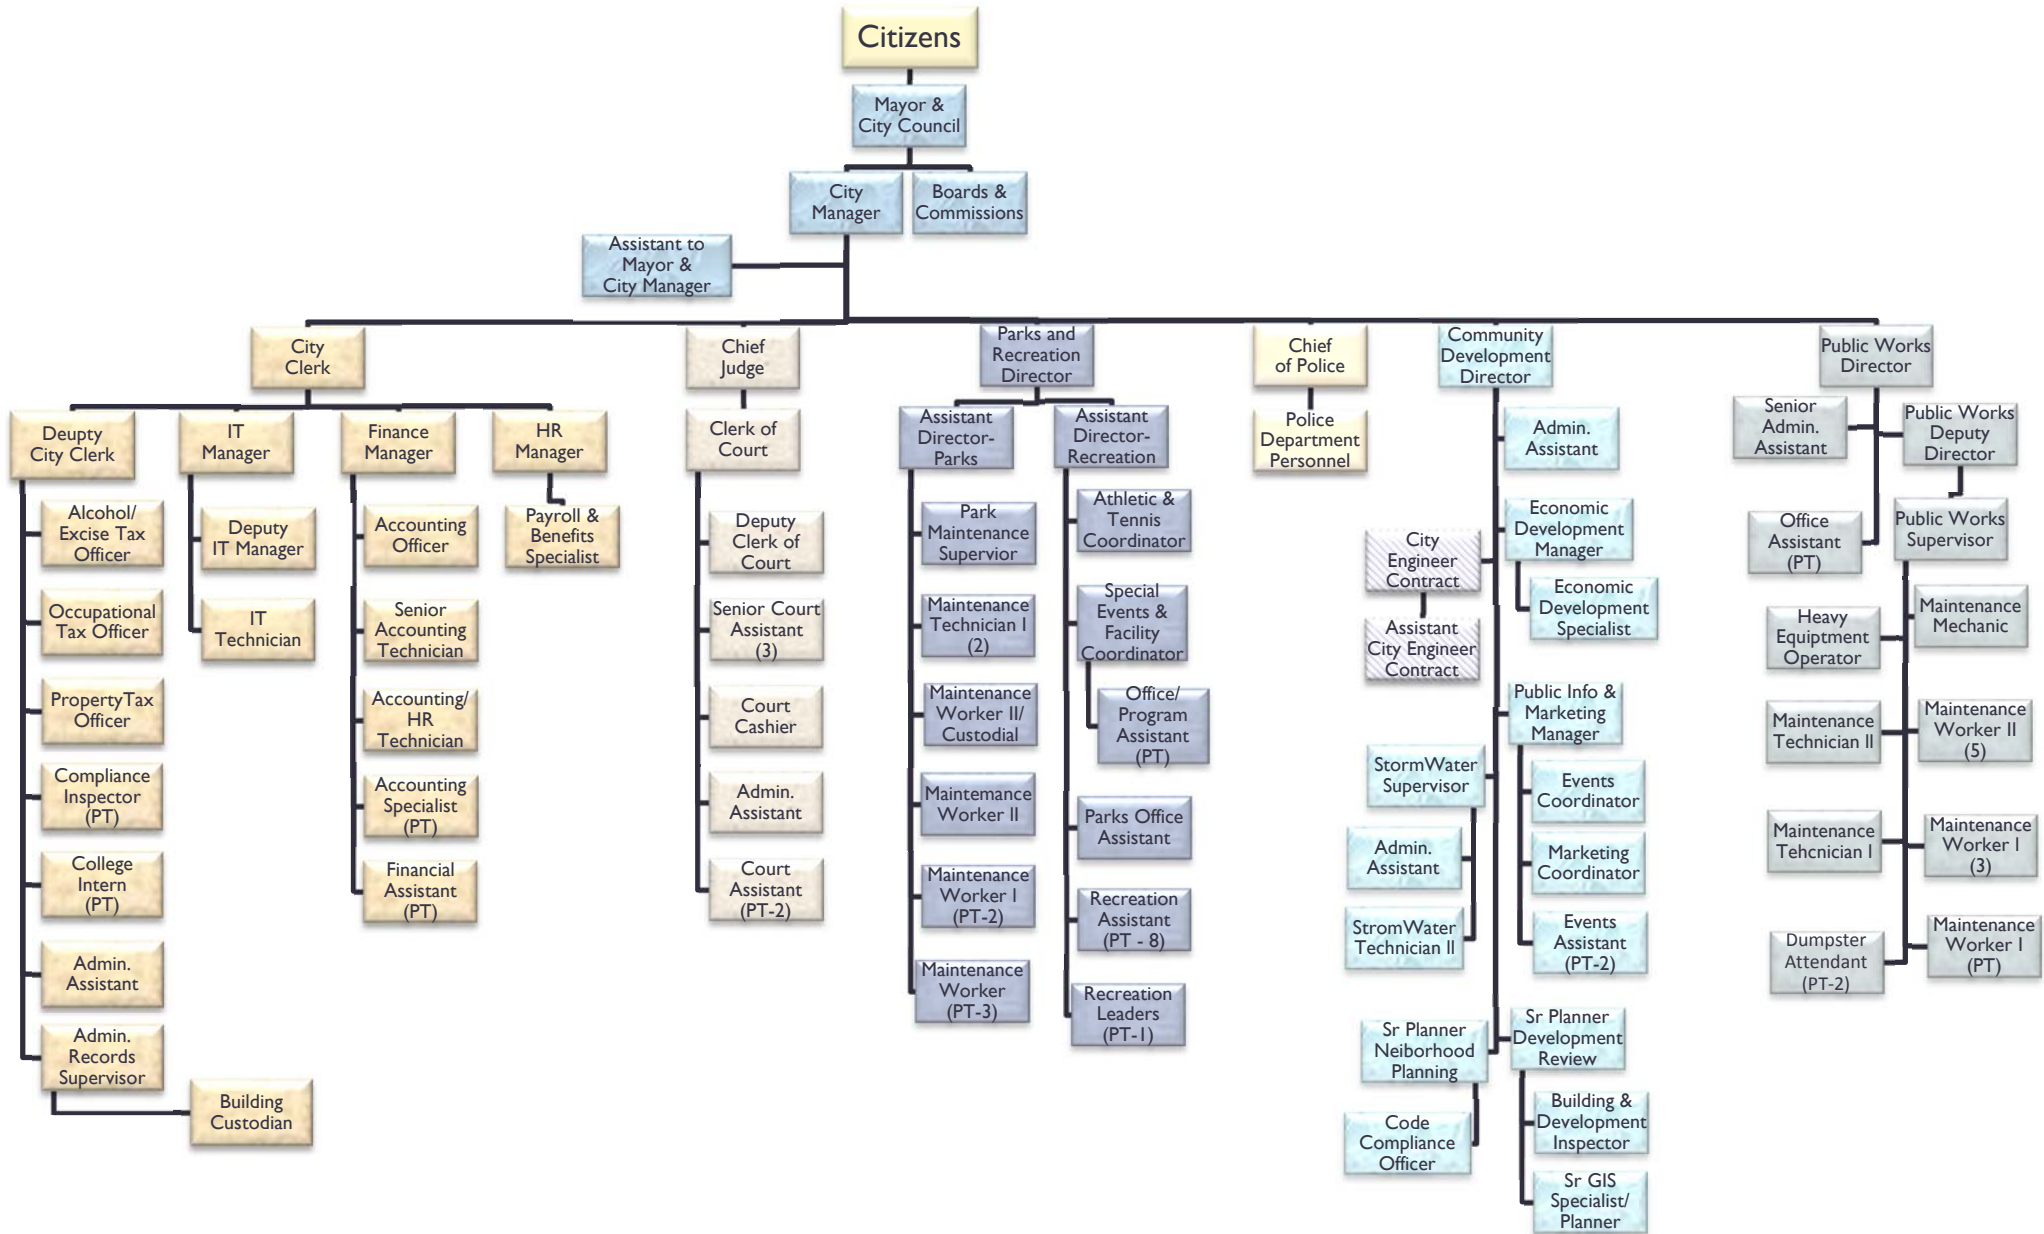 Citizens
Mayor &
City Council
City
Manager
Boards &
Commissions
Assistant to
Mayor &
City Manager
City
Clerk
Deupty
City Clerk
Alcohol/
Excise Tax
Officer
Occupational
Tax Officer
PropertyTax
Officer
Compliance
Inspector
(PT)
College
Intern
(PT)
Admin.
Assistant
Admin.
Records
Supervisor
Building
Custodian
IT
Manager
Deputy
IT Manager
IT
Technician
Finance
Manager
Accounting
Officer
Senior
Accounting
Technician
Accounting/
HR
Technician
Accounting
Specialist
(PT)
Financial
Assistant
(PT)
HR
Manager
Payroll &
Benefits
Specialist
Chief
Judge
Clerk of
Court
Deputy
Clerk of
Court
Senior Court
Assistant
(3)
Court
Cashier
Admin.
Assistant
Court
Assistant
(PT-2)
Parks and
Recreation
Director
Assistant
Director-
Parks
Park
Maintenance
Supervior
Maintenance
Technician I
(2)
Maintenance
Worker II/
Custodial
Maintemance
Worker II
Maintenance
Worker I
(PT-2)
Maintenance
Worker
(PT-3)
Assistant
Director-
Recreation
Athletic &
Tennis
Coordinator
Special
Events &
Facility
Coordinator
Office/
Program
Assistant
(PT)
Parks Office
Assistant
Recreation
Assistant
(PT - 8)
Recreation
Leaders
(PT-1)
Chief
of Police
Police
Department
Personnel
Community
Development
Director
Admin.
Assistant
Economic
Development
Manager
Economic
Development
Specialist
City
Engineer
Contract
Assistant
City Engineer
Contract
Public Info &
Marketing
Manager
Events
Coordinator
Marketing
Coordinator
Events
Assistant
(PT-2)
StormWater
Supervisor
Admin.
Assistant
StromWater
Technician II
Sr Planner
Neiborhood
Planning
Code
Compliance
Officer
Sr Planner
Development
Review
Building &
Development
Inspector
Sr GIS
Specialist/
Planner
Public Works
Director
Senior
Admin.
Assistant
Public Works
Deputy
Director
Office
Assistant
(PT)
Public Works
Supervisor
Heavy
Equiptment
Operator
Maintenance
Mechanic
Maintenance
Technician II
Maintenance
Worker II
(5)
Maintenance
Tehcnician I
Maintenance
Worker I
(3)
Dumpster
Attendant
(PT-2)
Maintenance
Worker I
(PT)